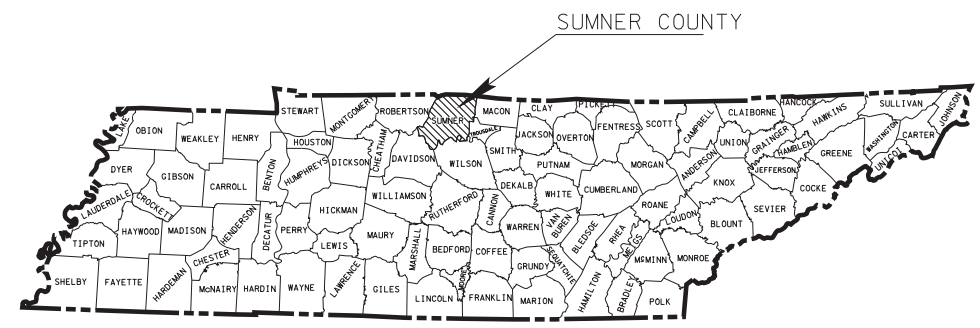 SUMNER COUNTY
STEWART
MONTGOMERY
ROBERTSON
SUMNER
MACON
CLAY
PICKETT
SCOTT
CAMPBELL
CLAIBORNE
HANCOCK
HAWKINS
SULLIVAN
JOHNSON
LAKE
OBION
WEAKLEY
HENRY
HOUSTON
CHEATHAM
DAVIDSON
TROUSDALE
WILSON
SMITH
JACKSON
OVERTON
FENTRESS
MORGAN
ANDERSON
UNION
GRAINGER
HAMBLEN
GREENE
WASHINGTON
CARTER
UNICOI
DYER
GIBSON
CARROLL
BENTON
HUMPHREYS
DICKSON
PUTNAM
DEKALB
WHITE
CUMBERLAND
ROANE
KNOX
JEFFERSON
COCKE
SEVIER
LAUDERDALE
CROCKETT
HAYWOOD
MADISON
HENDERSON
DECATUR
PERRY
HICKMAN
WILLIAMSON
RUTHERFORD
CANNON
WARREN
VAN
BUREN
BLEDSOE
RHEA
MEIGS
LOUDON
BLOUNT
TIPTON
CHESTER
LEWIS
MAURY
MARSHALL
BEDFORD
COFFEE
GRUNDY
SEQUATCHIE
MSMINN
MONROE
SHELBY
FAYETTE
HARDEMAN
McNAIRY
HARDIN
WAYNE
LAWRENCE
GILES
LINCOLN
MOORE
FRANKLIN
MARION
HAMILTON
BRADLEY
POLK